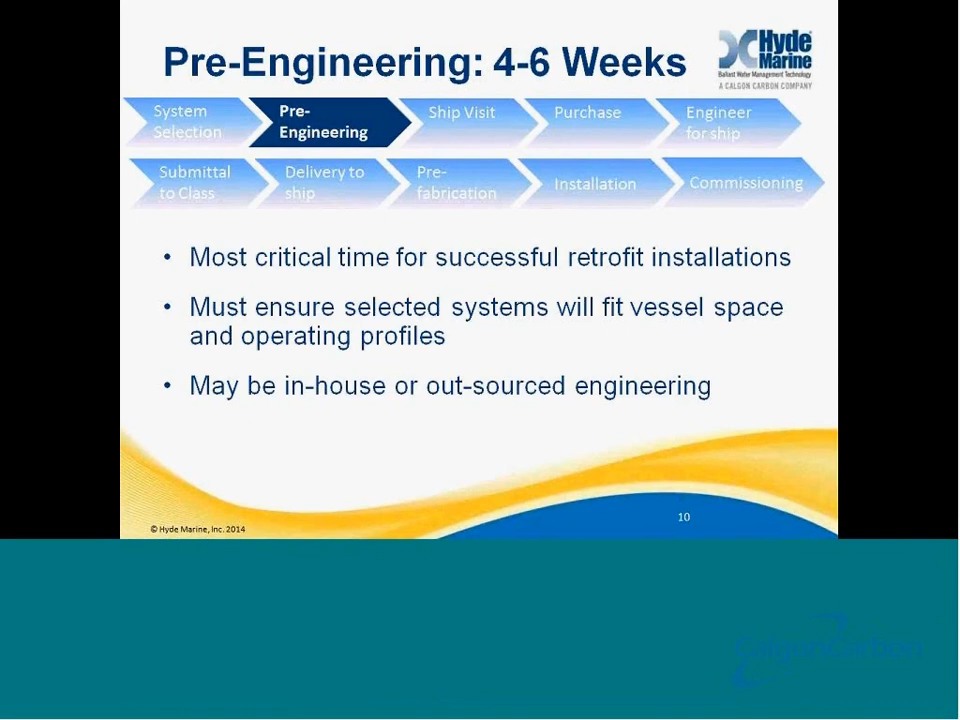 Pre-Engineering: 4-6 Weeks
Hyde
Marine
Ballast Water Management Technology
A CALGON CARBON COMPANY
System
Selection
Pre-
Engineering
Ship Visit
Purchase
Engineer
for ship
Submittal
to Class
Delivery to
ship
Pre-
fabrication
Installation
Commissioning
• Most critical time for successful retrofit installations
• Must ensure selected systems will fit vessel space
and operating profiles
• May be in-house or out-sourced engineering
10
© Hyde Marine, Inc. 2014
CalgonCarbon